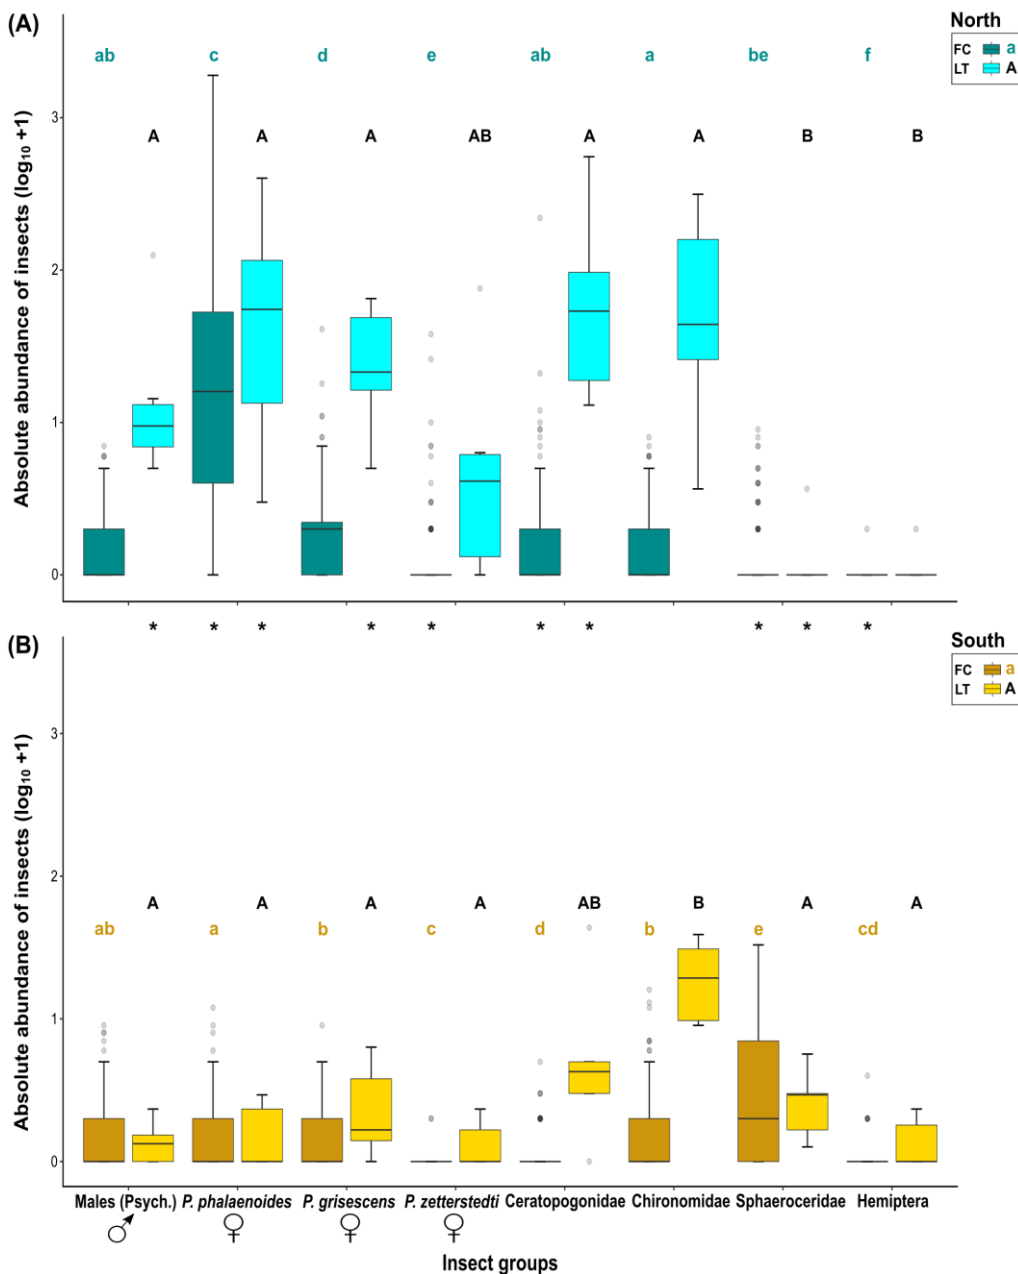 (A)
North
FC a
LT A
ab c d e ab a be f
A A A AB A A B B
Absolute abundance of insects (log₁₀ +1)
3
2
1
0
* * * * * * * * * *
(B)
South
FC a
LT A
A A A A AB B A A
ab a b c d b e cd
Absolute abundance of insects (log₁₀ +1)
3
2
1
0
Males (Psych.) P. phalaenoides P. grisescens P. zetterstedti Ceratopogonidae Chironomidae Sphaeroceridae Hemiptera
♂ ♀ ♀ ♀
Insect groups